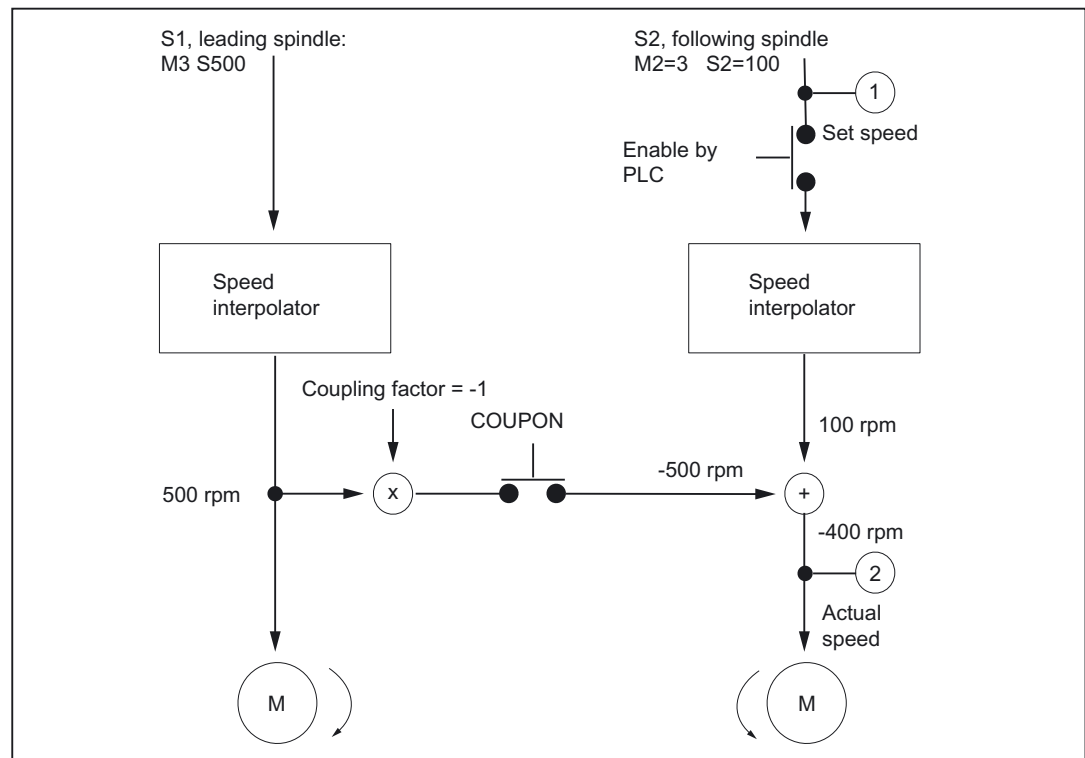 S1, leading spindle:
M3 S500
S2, following spindle
M2=3 S2=100
1
Set speed
Enable by
PLC
Speed
interpolator
Speed
interpolator
Coupling factor = -1
COUPON
100 rpm
-500 rpm
500 rpm
x
+
-400 rpm
2
Actual
speed
M
M